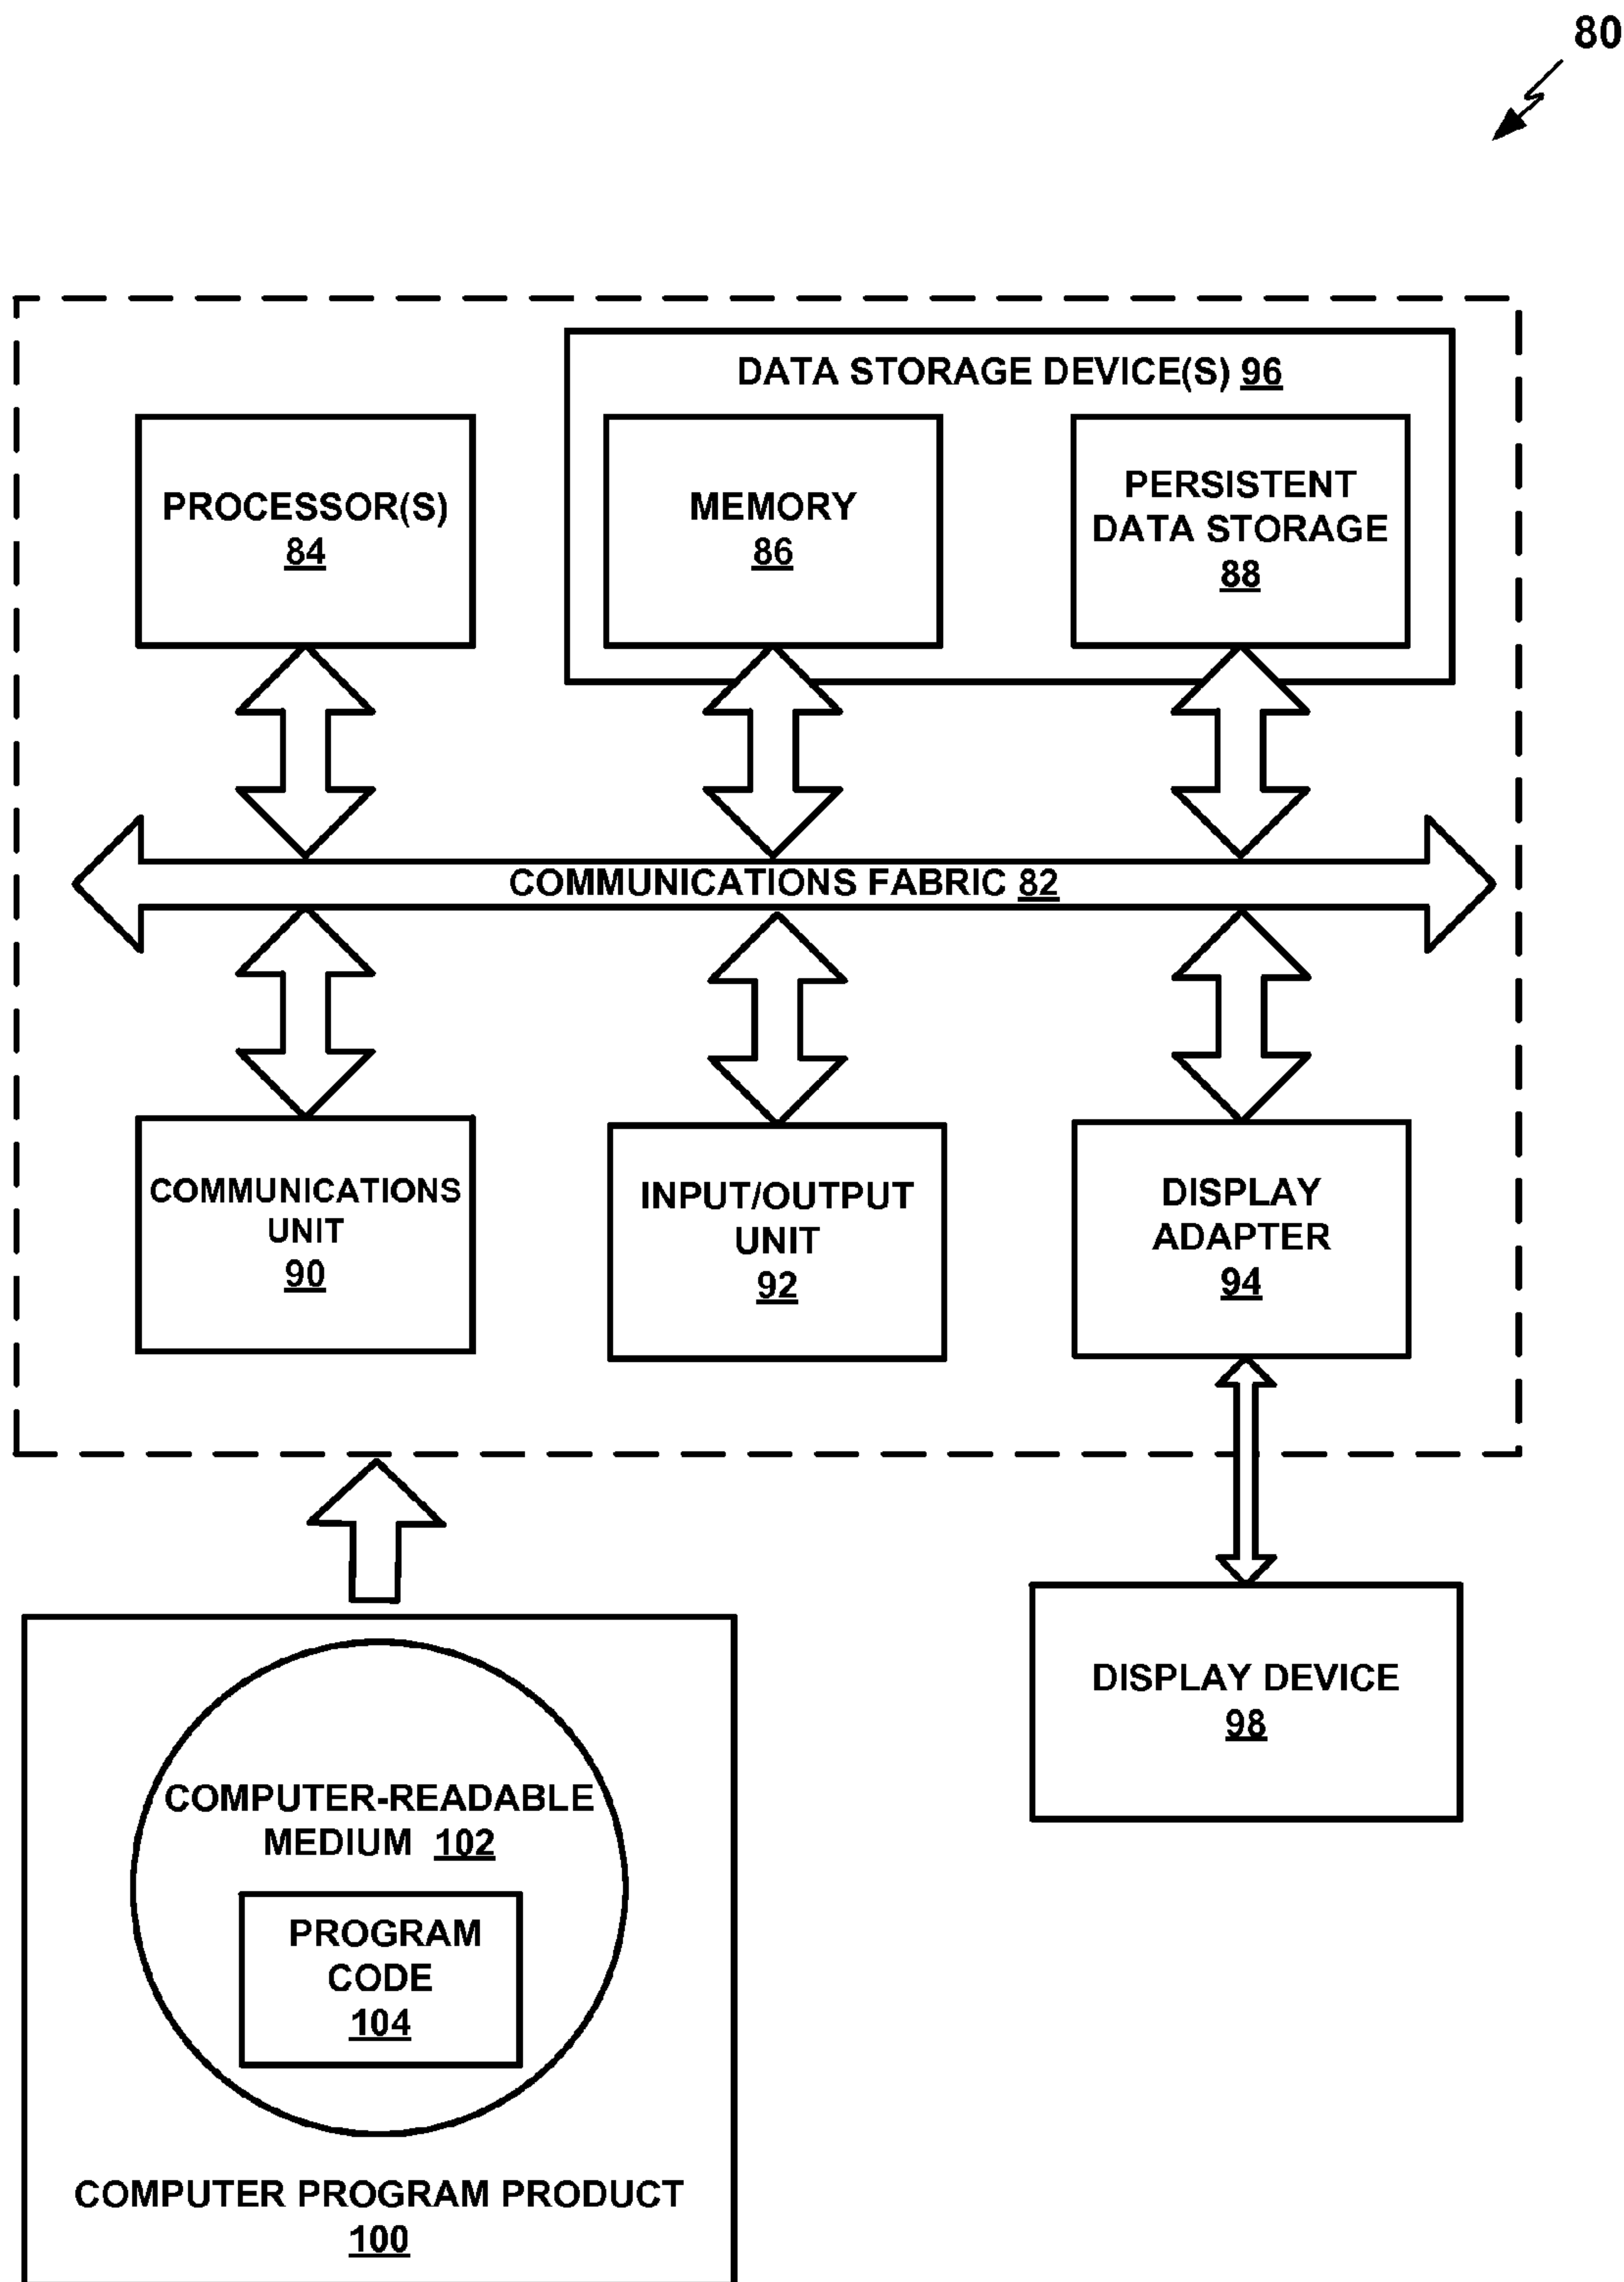 80
DATA STORAGE DEVICE(S) 96
PROCESSOR(S)
84
MEMORY
86
PERSISTENT
DATA STORAGE
88
COMMUNICATIONS FABRIC 82
COMMUNICATIONS
UNIT
90
INPUT/OUTPUT
UNIT
92
DISPLAY
ADAPTER
94
DISPLAY DEVICE
98
COMPUTER-READABLE
MEDIUM 102
PROGRAM
CODE
104
COMPUTER PROGRAM PRODUCT
100